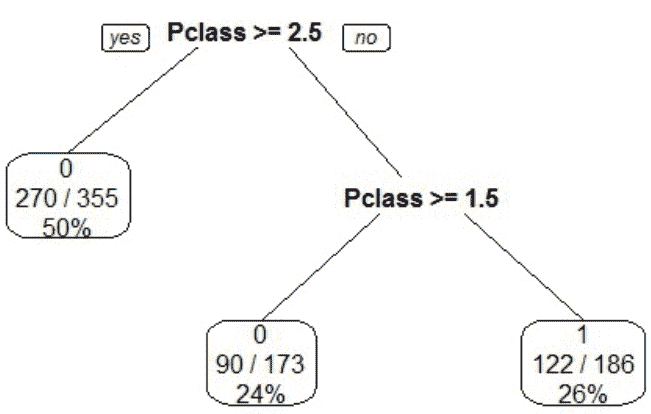 yes Pclass >= 2.5 no
0
270 / 355
50%
Pclass >= 1.5
0
90 / 173
24%
1
122 / 186
26%